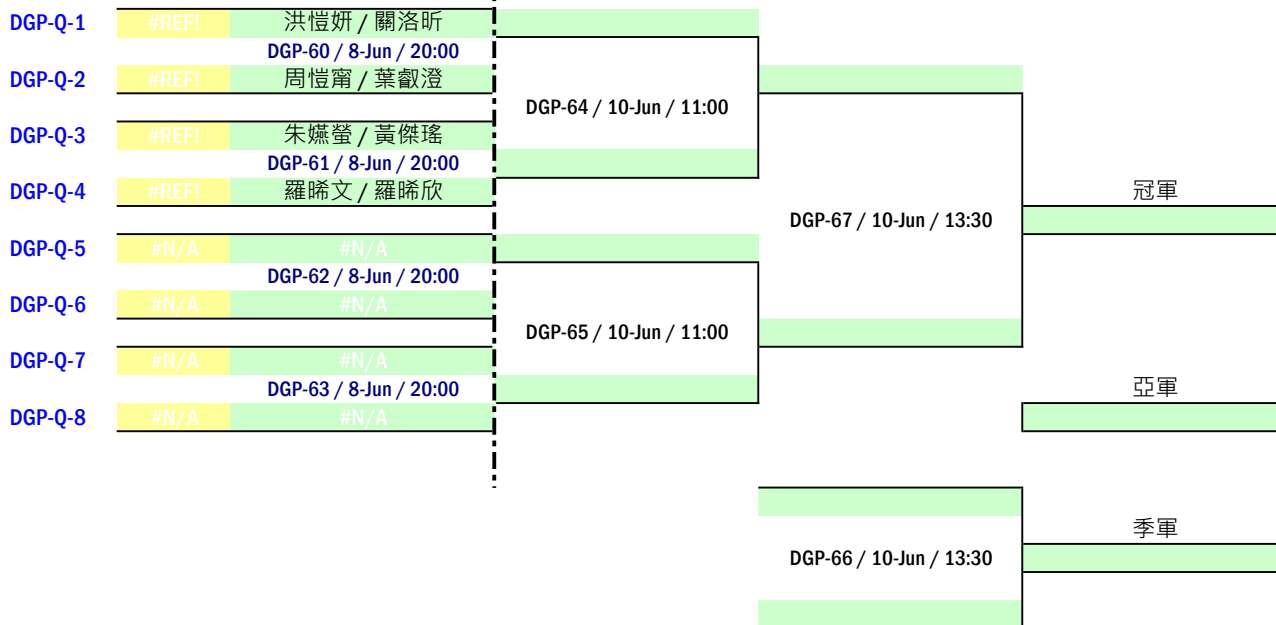 DGP-Q-1 #REF! 洪愷妍 / 關洛昕
DGP-60 / 8-Jun / 20:00
DGP-Q-2 #REF! 周愷甯 / 葉叡澄
DGP-64 / 10-Jun / 11:00
DGP-Q-3 #REF! 朱嬿螢 / 黃傑瑤
DGP-61 / 8-Jun / 20:00
DGP-Q-4 #REF! 羅晞文 / 羅晞欣
冠軍
DGP-67 / 10-Jun / 13:30
DGP-Q-5 #N/A #N/A
DGP-62 / 8-Jun / 20:00
DGP-Q-6 #N/A #N/A
DGP-65 / 10-Jun / 11:00
DGP-Q-7 #N/A #N/A
DGP-63 / 8-Jun / 20:00
亞軍
DGP-Q-8 #N/A #N/A
季軍
DGP-66 / 10-Jun / 13:30